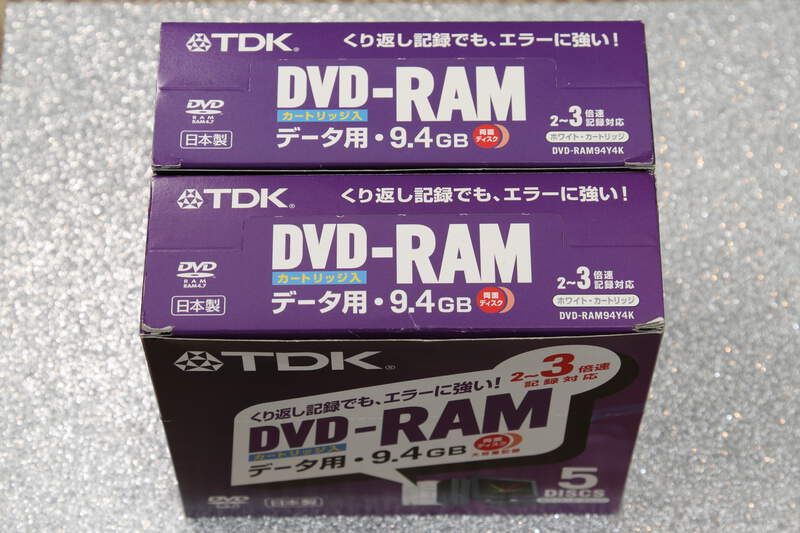 TDK
くり返し記録でも、エラーに強い!
DVD-RAM
カートリッジ入
データ用・9.4GB
両面
ディスク
DVD
RAM
RAM4.7
日本製
2~3倍速
記録対応
ホワイト・カートリッジ
DVD-RAM94Y4K
TDK
くり返し記録でも、エラーに強い!
DVD-RAM
カートリッジ入
データ用・9.4GB
両面
ディスク
DVD
RAM
RAM4.7
日本製
2~3倍速
記録対応
ホワイト・カートリッジ
DVD-RAM94Y4K
TDK
2~3倍速
記録対応
くり返し記録でも、エラーに強い!
DVD-RAM
カートリッジ入
データ用・9.4GB
両面
ディスク
大容量記録
DVD
日本製
5
DISCS